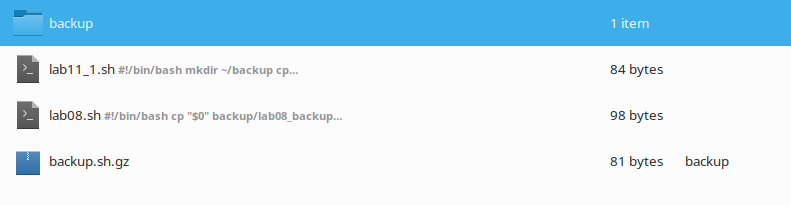 backup 1 item
lab11_1.sh #!/bin/bash mkdir ~/backup cp... 84 bytes
lab08.sh #!/bin/bash cp "$0" backup/lab08_backup... 98 bytes
backup.sh.gz 81 bytes backup